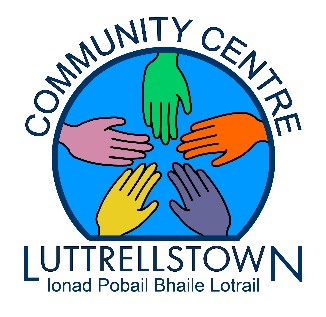 COMMUNITY CENTRE
LUTTRELLSTOWN
Ionad Pobail Bhaile Lotrail